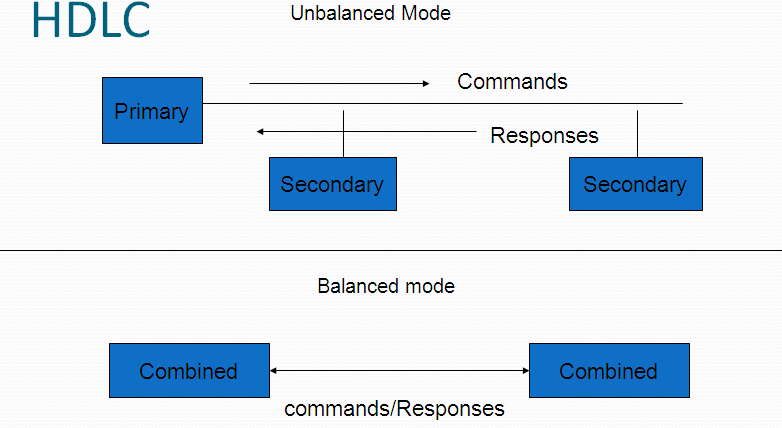 HDLC
Unbalanced Mode
Commands
Primary
Responses
Secondary
Secondary
Balanced mode
Combined
Combined
commands/Responses